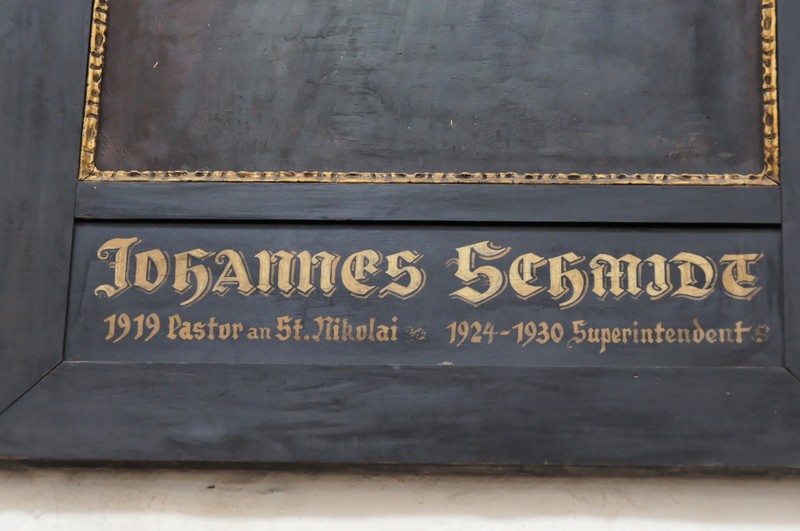 Johannes Schmidt
1919 Pastor an St. Nikolai 1924-1930 Superintendent